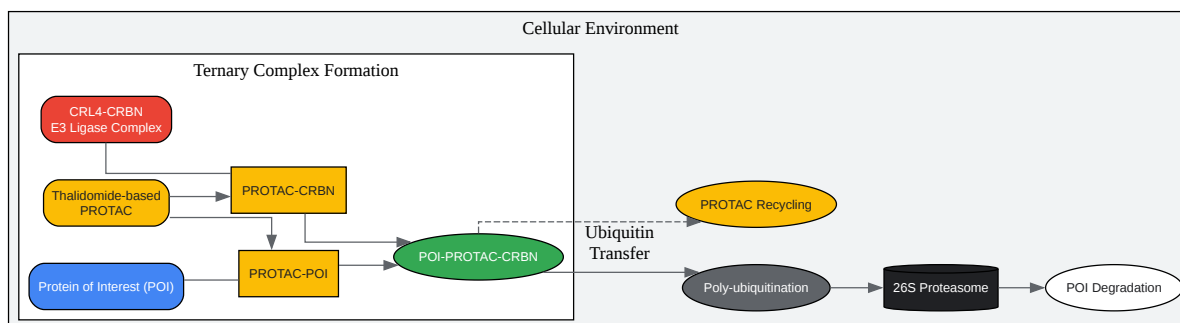 Cellular Environment
Ternary Complex Formation
CRL4-CRBN
E3 Ligase Complex
Thalidomide-based
PROTAC
PROTAC-CRBN
PROTAC Recycling
Ubiquitin
Transfer
POI-PROTAC-CRBN
PROTAC-POI
Protein of Interest (POI)
Poly-ubiquitination
26S Proteasome
POI Degradation